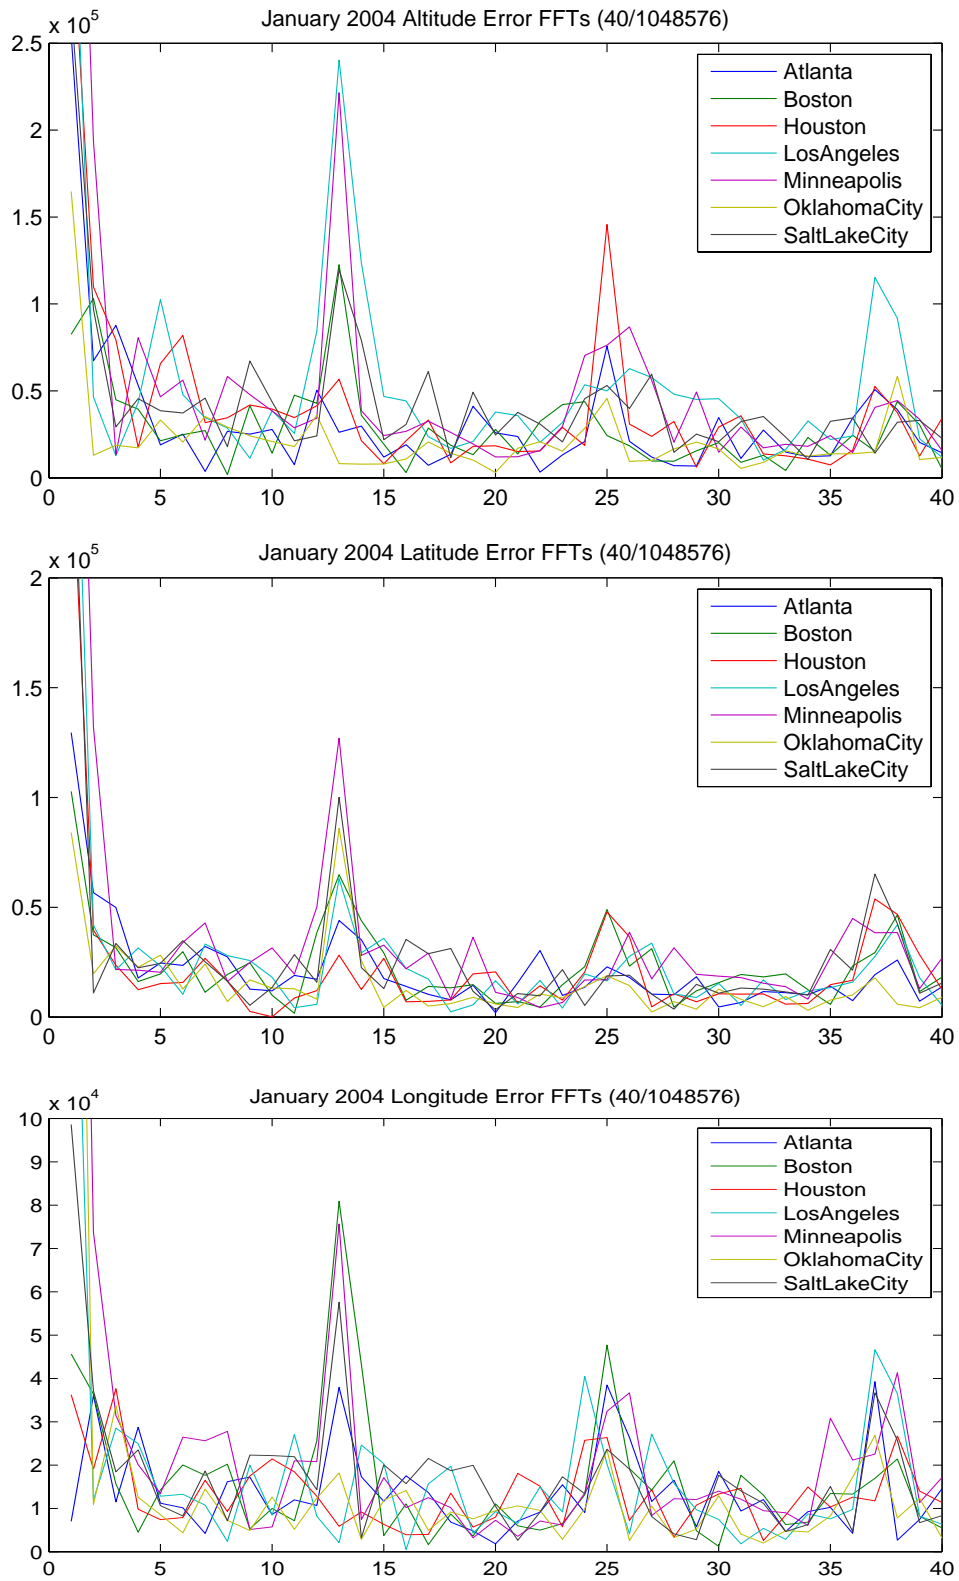 January 2004 Altitude Error FFTs (40/1048576)
x 10^5
2.5
2
1.5
1
0.5
0
0 5 10 15 20 25 30 35 40
Atlanta
Boston
Houston
LosAngeles
Minneapolis
OklahomaCity
SaltLakeCity
January 2004 Latitude Error FFTs (40/1048576)
x 10^5
2
1.5
1
0.5
0
0 5 10 15 20 25 30 35 40
Atlanta
Boston
Houston
LosAngeles
Minneapolis
OklahomaCity
SaltLakeCity
January 2004 Longitude Error FFTs (40/1048576)
x 10^4
10
9
8
7
6
5
4
3
2
1
0
0 5 10 15 20 25 30 35 40
Atlanta
Boston
Houston
LosAngeles
Minneapolis
OklahomaCity
SaltLakeCity